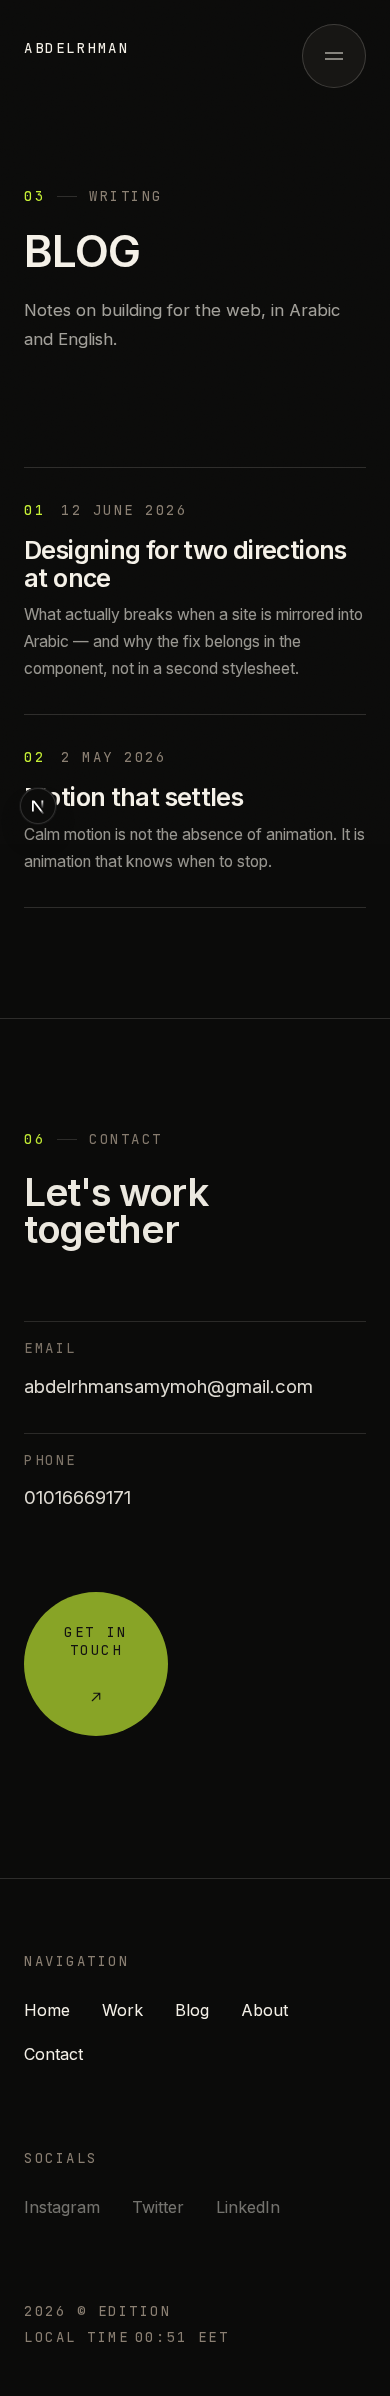 ABDELRHMAN
03 WRITING
BLOG
Notes on building for the web, in Arabic
and English.
01 12 JUNE 2026
Designing for two directions
at once
What actually breaks when a site is mirrored into
Arabic — and why the fix belongs in the
component, not in a second stylesheet.
02 2 MAY 2026
N
Motion that settles
Calm motion is not the absence of animation. It is
animation that knows when to stop.
06 CONTACT
Let's work
together
EMAIL
abdelrhmansamymoh@gmail.com
PHONE
01016669171
GET IN
TOUCH
↗
NAVIGATION
Home Work Blog About
Contact
SOCIALS
Instagram Twitter LinkedIn
2026 © EDITION
LOCAL TIME 00:51 EET